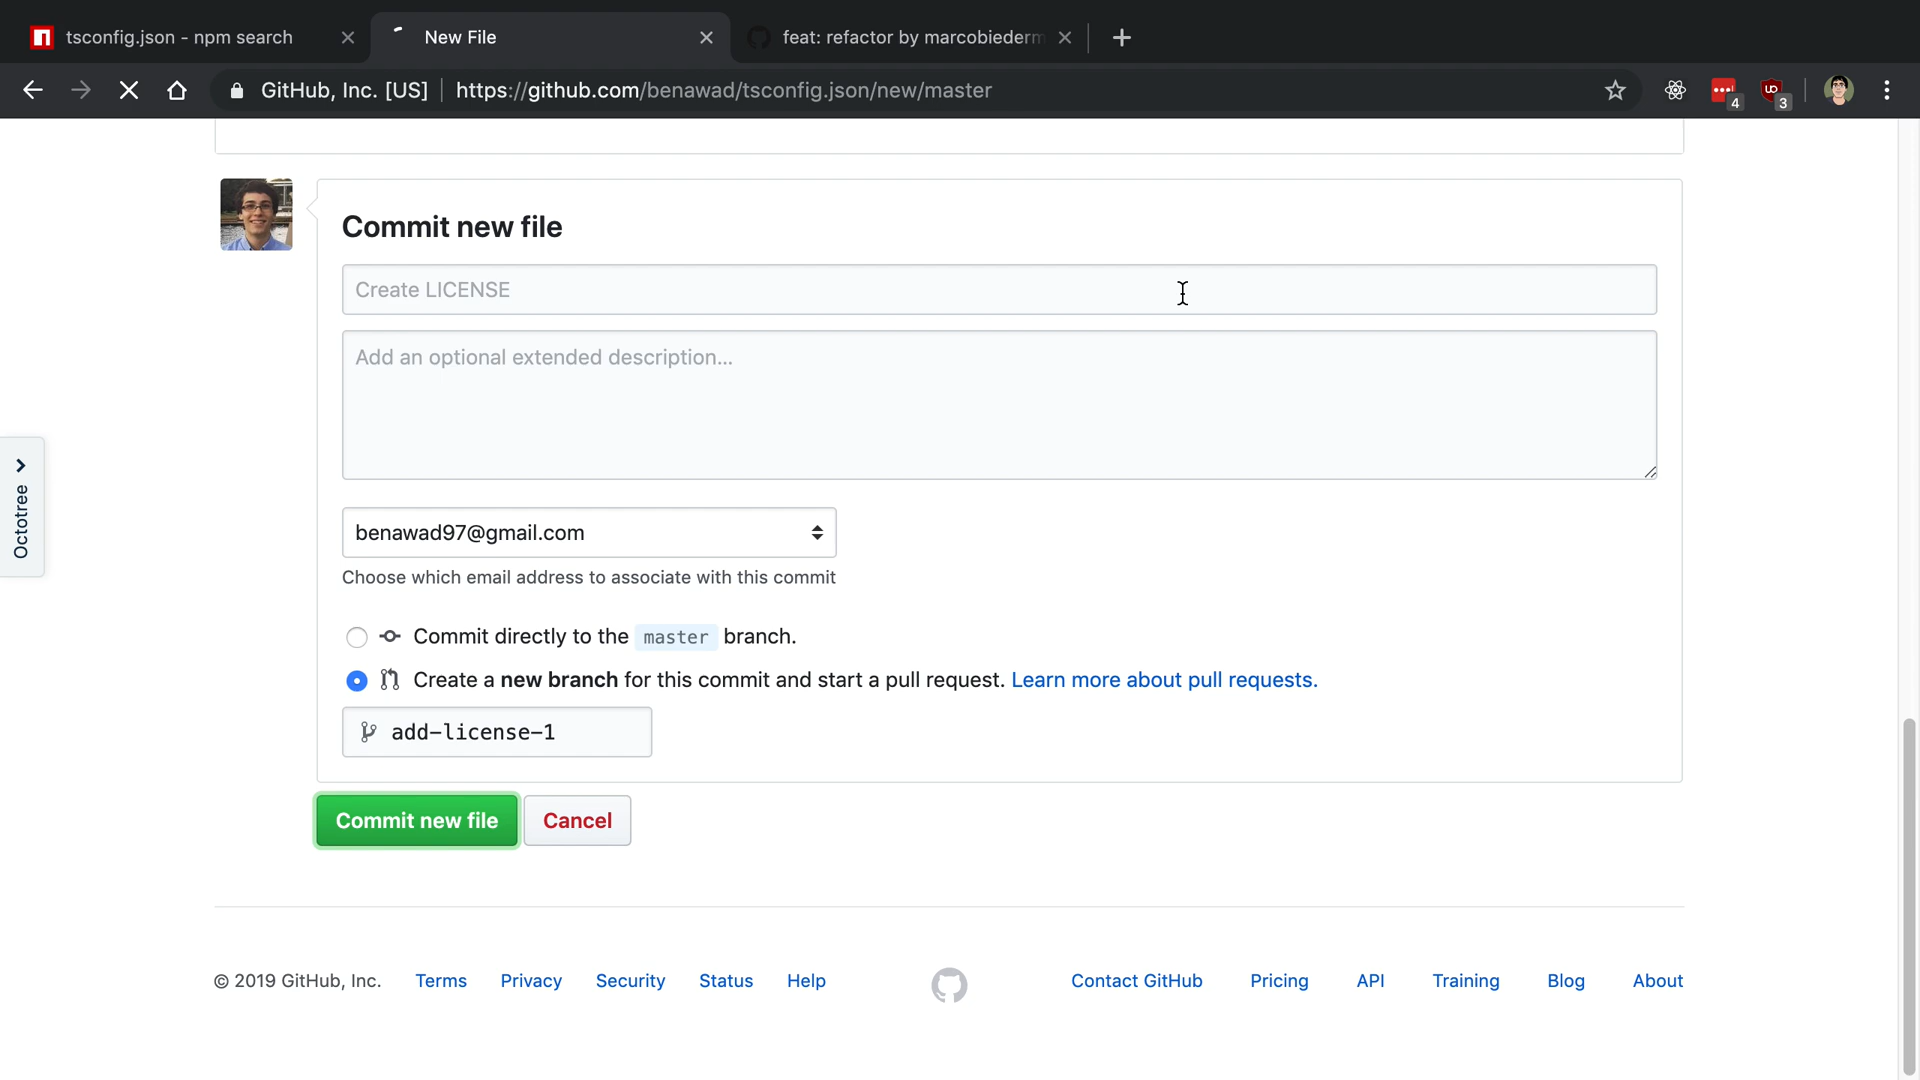 tsconfig.json - npm search
New File
feat: refactor by marcobiederm
GitHub, Inc. [US]
https://github.com/benawad/tsconfig.json/new/master
4
3
Commit new file
Create LICENSE
Add an optional extended description...
Octotree
benawad97@gmail.com
Choose which email address to associate with this commit
Commit directly to the master branch.
Create a new branch for this commit and start a pull request. Learn more about pull requests.
add-license-1
Commit new file
Cancel
© 2019 GitHub, Inc. Terms Privacy Security Status Help Contact GitHub Pricing API Training Blog About